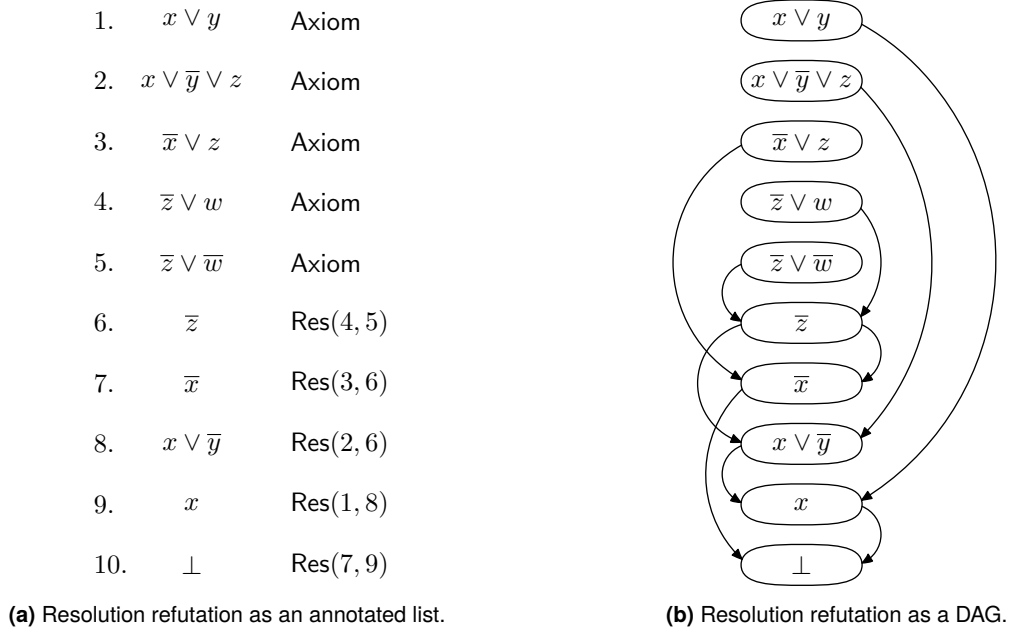 1. x ∨ y Axiom
2. x ∨ y̅ ∨ z Axiom
3. x̅ ∨ z Axiom
4. z̅ ∨ w Axiom
5. z̅ ∨ w̅ Axiom
6. z̅ Res(4, 5)
7. x̅ Res(3, 6)
8. x ∨ y̅ Res(2, 6)
9. x Res(1, 8)
10. ⊥ Res(7, 9)
(a) Resolution refutation as an annotated list.
x ∨ y
x ∨ y̅ ∨ z
x̅ ∨ z
z̅ ∨ w
z̅ ∨ w̅
z̅
x̅
x ∨ y̅
x
⊥
(b) Resolution refutation as a DAG.